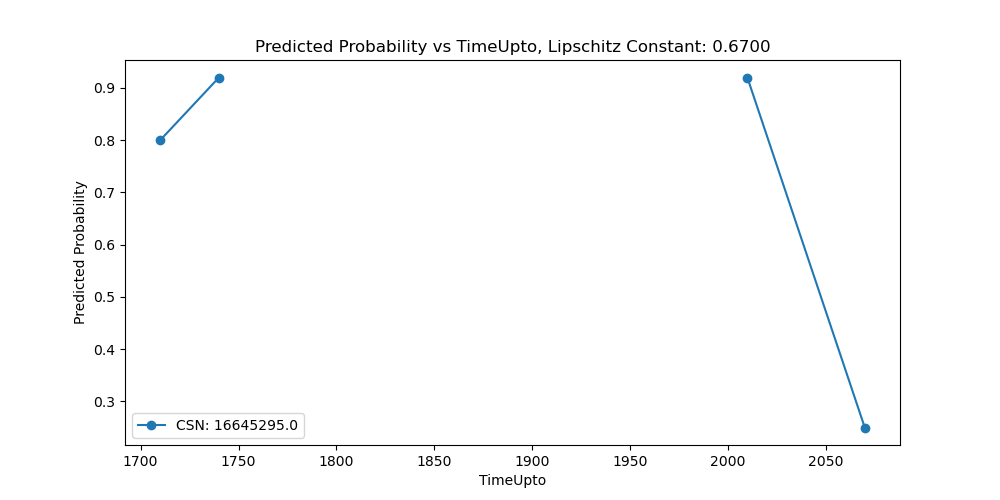 Predicted Probability vs TimeUpto, Lipschitz Constant: 0.6700
Predicted Probability
0.9
0.8
0.7
0.6
0.5
0.4
0.3
CSN: 16645295.0
1700 1750 1800 1850 1900 1950 2000 2050
TimeUpto